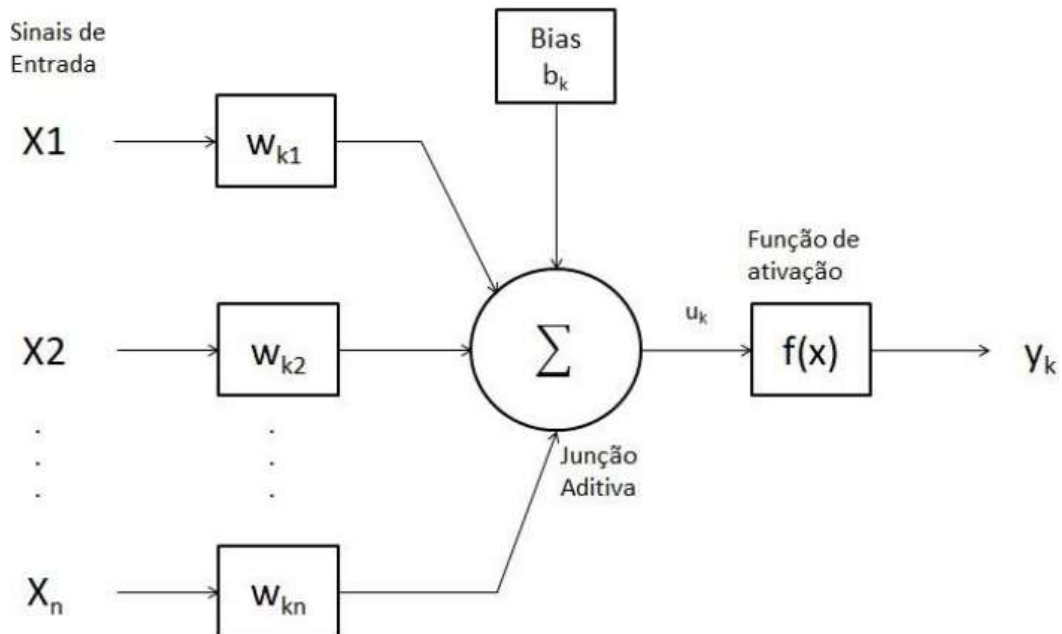 Sinais de
Entrada
Bias
bk
X1
wk1
Função de
ativação
X2
wk2
∑
uk
f(x)
yk
. .
. .
. .
Junção
Aditiva
Xn
wkn